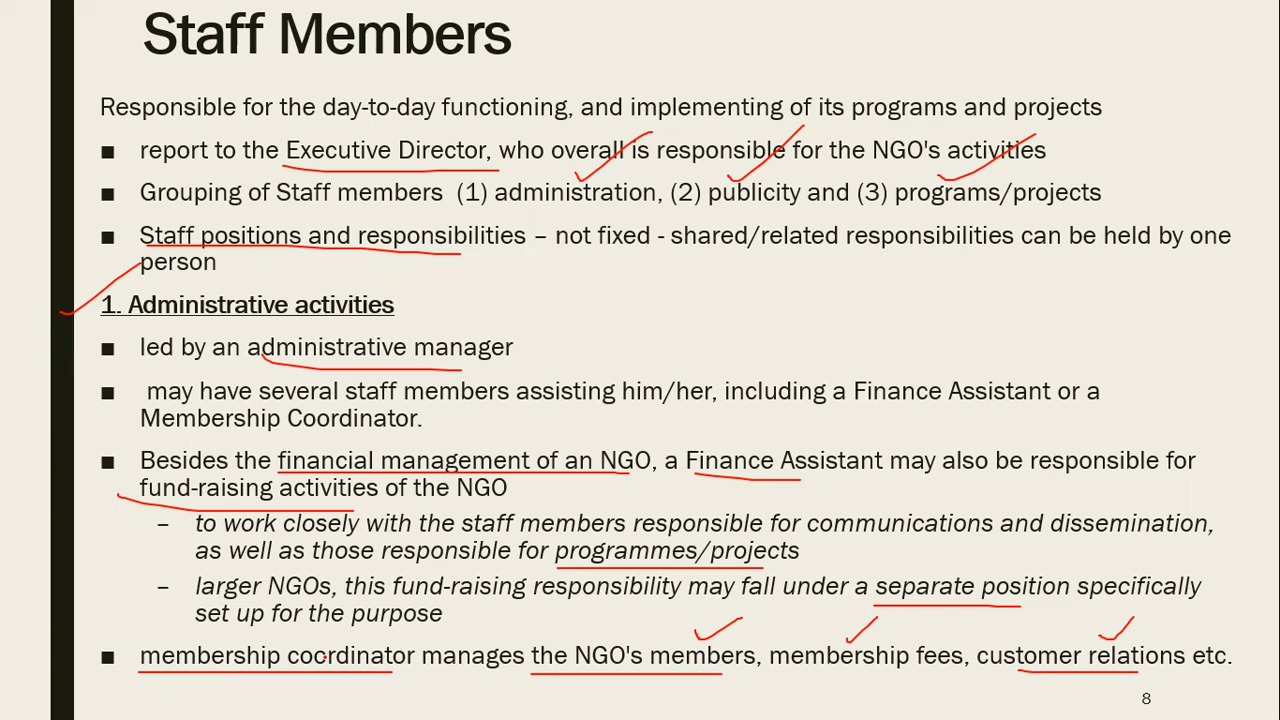 Staff Members
Responsible for the day-to-day functioning, and implementing of its programs and projects
■ report to the Executive Director, who overall is responsible for the NGO's activities
■ Grouping of Staff members (1) administration, (2) publicity and (3) programs/projects
■ Staff positions and responsibilities – not fixed - shared/related responsibilities can be held by one
person
1. Administrative activities
■ led by an administrative manager
■ may have several staff members assisting him/her, including a Finance Assistant or a
Membership Coordinator.
■ Besides the financial management of an NGO, a Finance Assistant may also be responsible for
fund-raising activities of the NGO
– to work closely with the staff members responsible for communications and dissemination,
as well as those responsible for programmes/projects
– larger NGOs, this fund-raising responsibility may fall under a separate position specifically
set up for the purpose
■ membership coordinator manages the NGO's members, membership fees, customer relations etc.
8